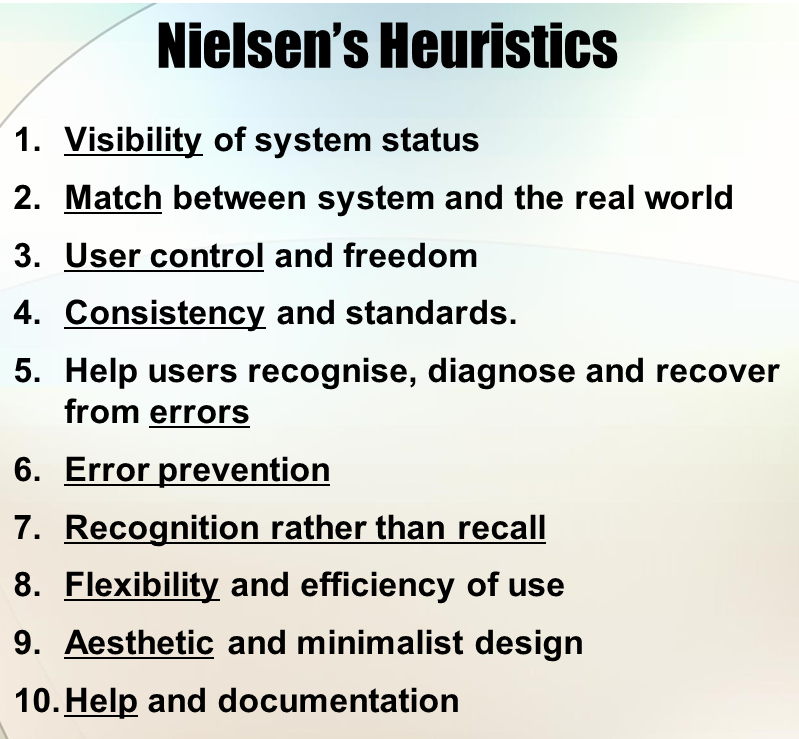 Nielsen's Heuristics
1. Visibility of system status
2. Match between system and the real world
3. User control and freedom
4. Consistency and standards.
5. Help users recognise, diagnose and recover
from errors
6. Error prevention
7. Recognition rather than recall
8. Flexibility and efficiency of use
9. Aesthetic and minimalist design
10. Help and documentation